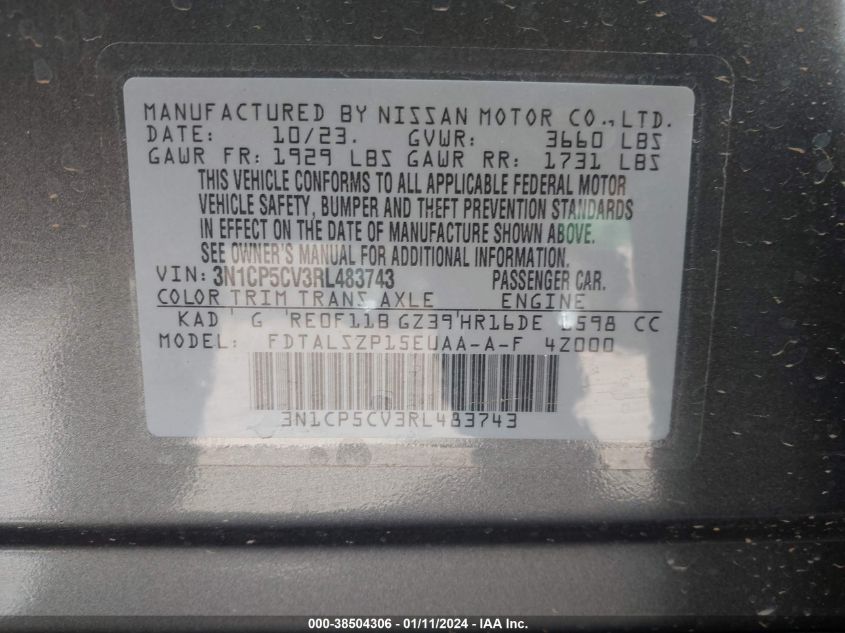 MANUFACTURED BY NISSAN MOTOR CO., LTD.
DATE: 10/23. GVWR: 3660 LBS
GAWR FR: 1929 LBS GAWR RR: 1731 LBS
THIS VEHICLE CONFORMS TO ALL APPLICABLE FEDERAL MOTOR
VEHICLE SAFETY, BUMPER AND THEFT PREVENTION STANDARDS
IN EFFECT ON THE DATE OF MANUFACTURE SHOWN ABOVE.
SEE OWNER'S MANUAL FOR ADDITIONAL INFORMATION.
VIN: 3N1CP5CV3RL483743 PASSENGER CAR.
COLOR TRIM TRANS AXLE ENGINE
KAD G RE0F11B GZ39 HR16DE 1598 CC
MODEL: FDTALSZP15EUAA-A-F 4Z000
3N1CP5CV3RL483743
000-38504306 - 01/11/2024 - IAA Inc.